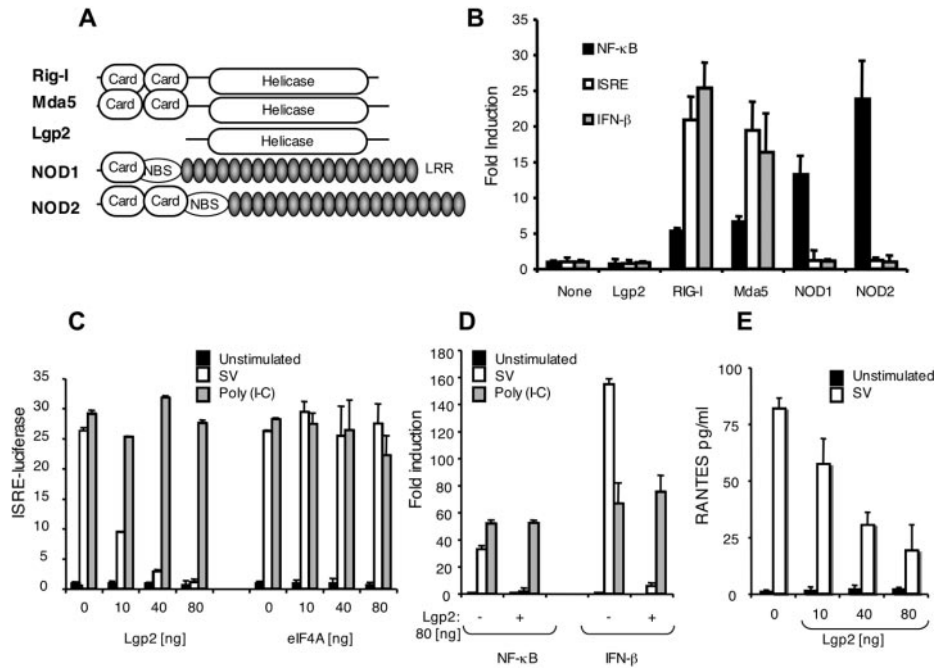 A
Rig-I
Card Card
Helicase
Mda5
Card Card
Helicase
Lgp2
Helicase
NOD1
Card
NBS
LRR
NOD2
Card Card
NBS
B
Fold Induction
35
30
25
20
15
10
5
0
NF-κB
ISRE
IFN-β
None Lgp2 RIG-I Mda5 NOD1 NOD2
C
Unstimulated
SV
Poly (I-C)
ISRE-luciferase
35
30
25
20
15
10
5
0
0 10 40 80 0 10 40 80
Lgp2 [ng] eIF4A [ng]
D
Unstimulated
SV
Poly (I-C)
Fold induction
180
160
140
120
100
80
60
40
20
0
Lgp2: - + - +
80 [ng]
NF-κB IFN-β
E
Unstimulated
SV
RANTES pg/ml
100
75
50
25
0
0 10 40 80
Lgp2 [ng]